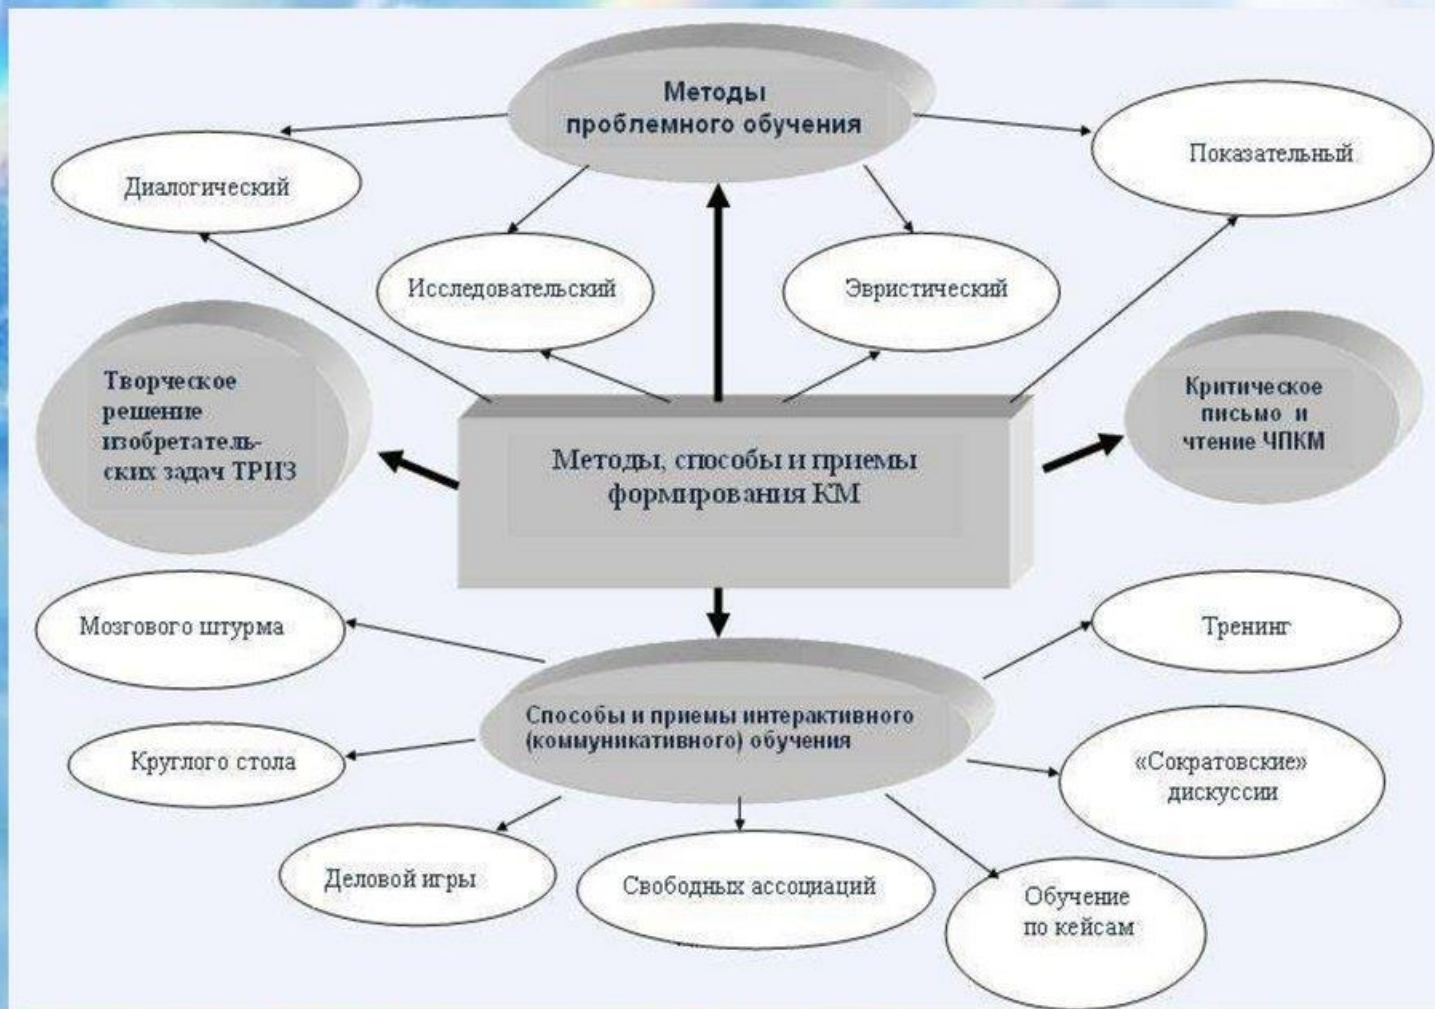 Методы
проблемного обучения
Диалогический
Показательный
Исследовательский
Эвристический
Творческое
решение
изобретатель-
ских задач ТРИЗ
Критическое
письмо и
чтение ЧПКМ
Методы, способы и приемы
формирования КМ
Мозгового штурма
Тренинг
Способы и приемы интерактивного
(коммуникативного) обучения
Круглого стола
«Сократовские»
дискуссии
Деловой игры
Свободных ассоциаций
Обучение
по кейсам